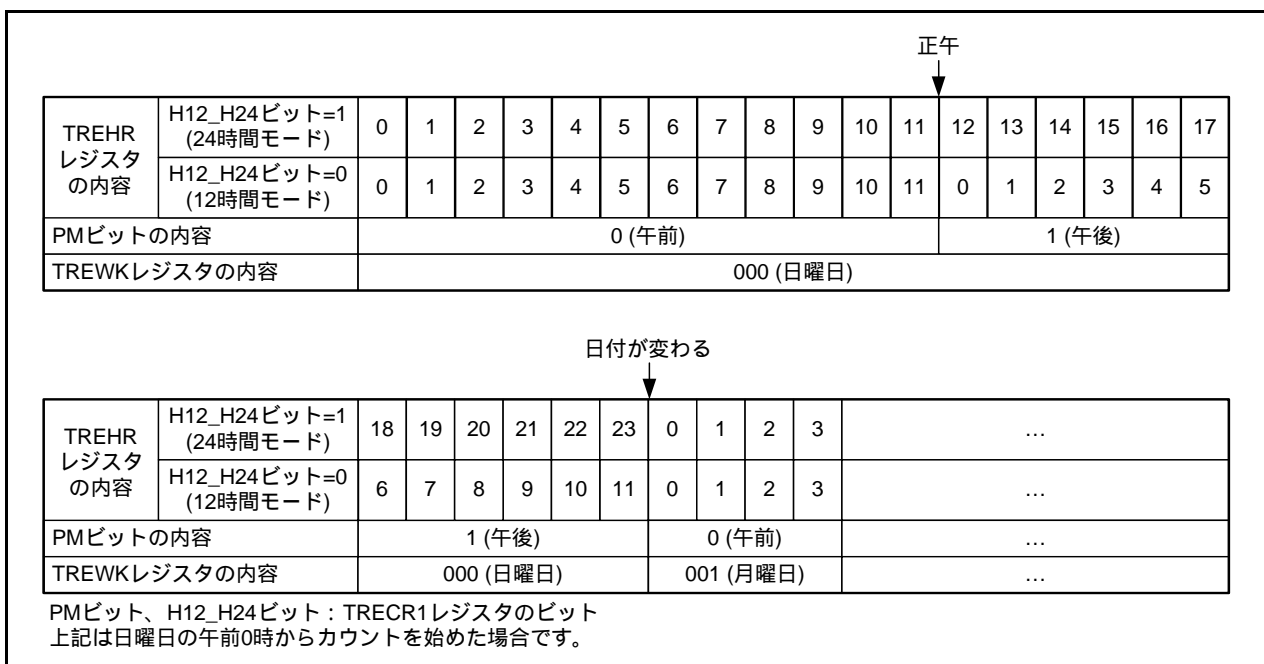 正午
TREHR レジスタ の内容 H12_H24ビット=1 (24時間モード) 0 1 2 3 4 5 6 7 8 9 10 11 12 13 14 15 16 17
H12_H24ビット=0 (12時間モード) 0 1 2 3 4 5 6 7 8 9 10 11 0 1 2 3 4 5
PMビットの内容 0 (午前) 1 (午後)
TREWKレジスタの内容 000 (日曜日)
日付が変わる
TREHR レジスタ の内容 H12_H24ビット=1 (24時間モード) 18 19 20 21 22 23 0 1 2 3 …
H12_H24ビット=0 (12時間モード) 6 7 8 9 10 11 0 1 2 3 …
PMビットの内容 1 (午後) 0 (午前) …
TREWKレジスタの内容 000 (日曜日) 001 (月曜日) …
PMビット、H12_H24ビット：TRECR1レジスタのビット
上記は日曜日の午前0時からカウントを始めた場合です。